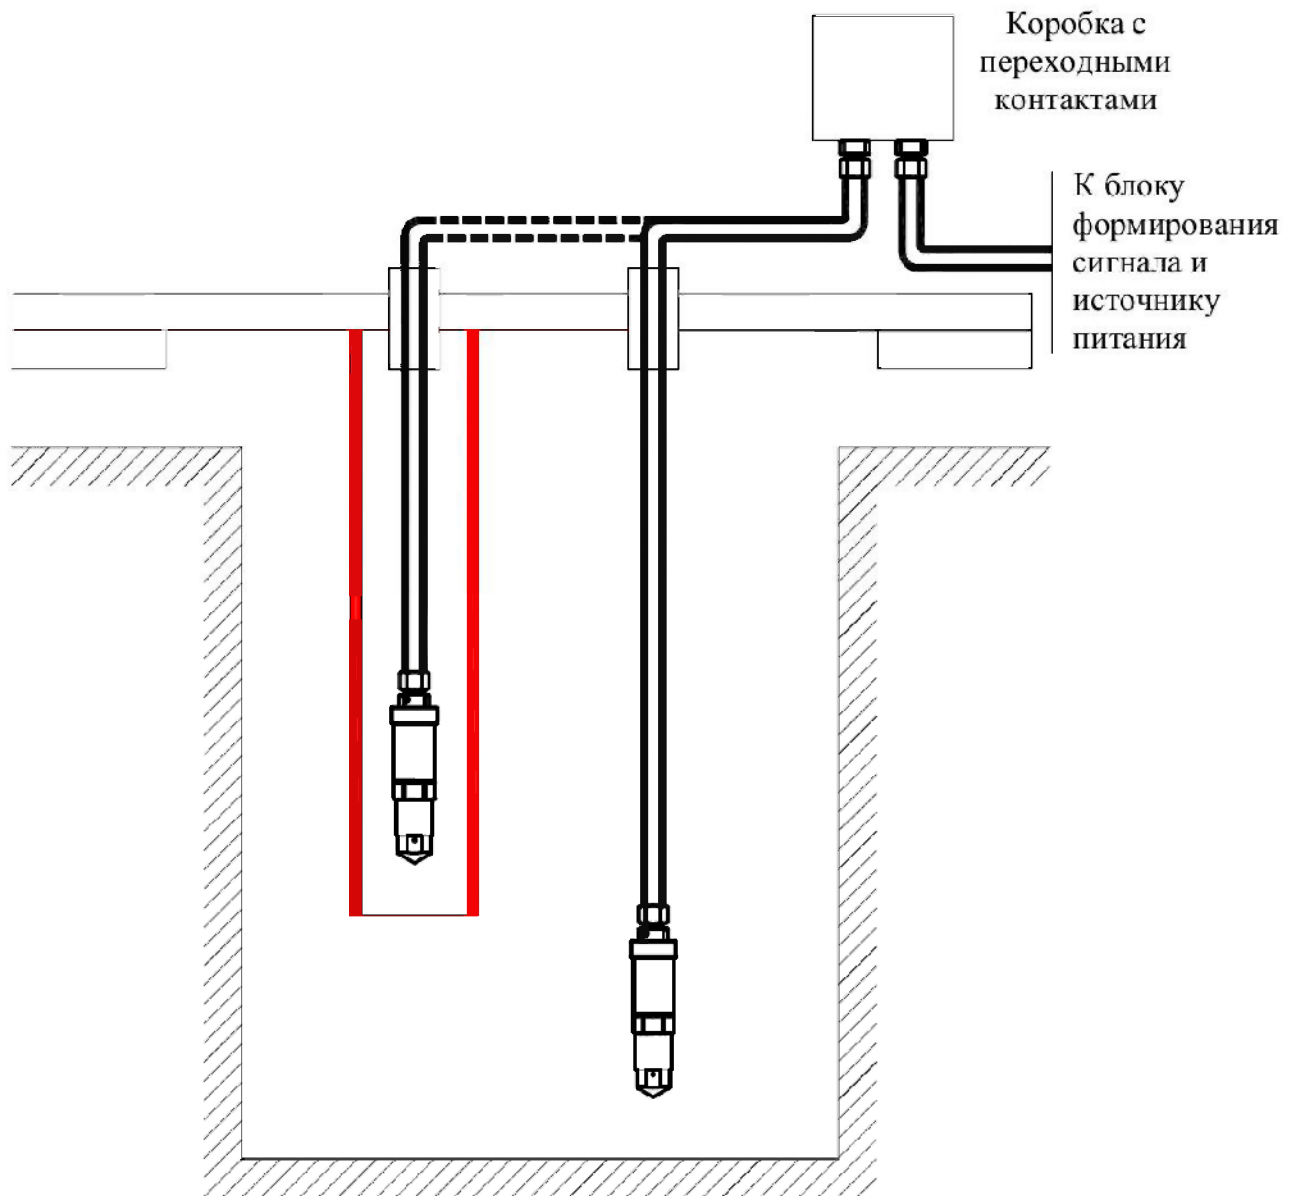 Коробка с
переходными
контактами
К блоку
формирования
сигнала и
источнику
питания